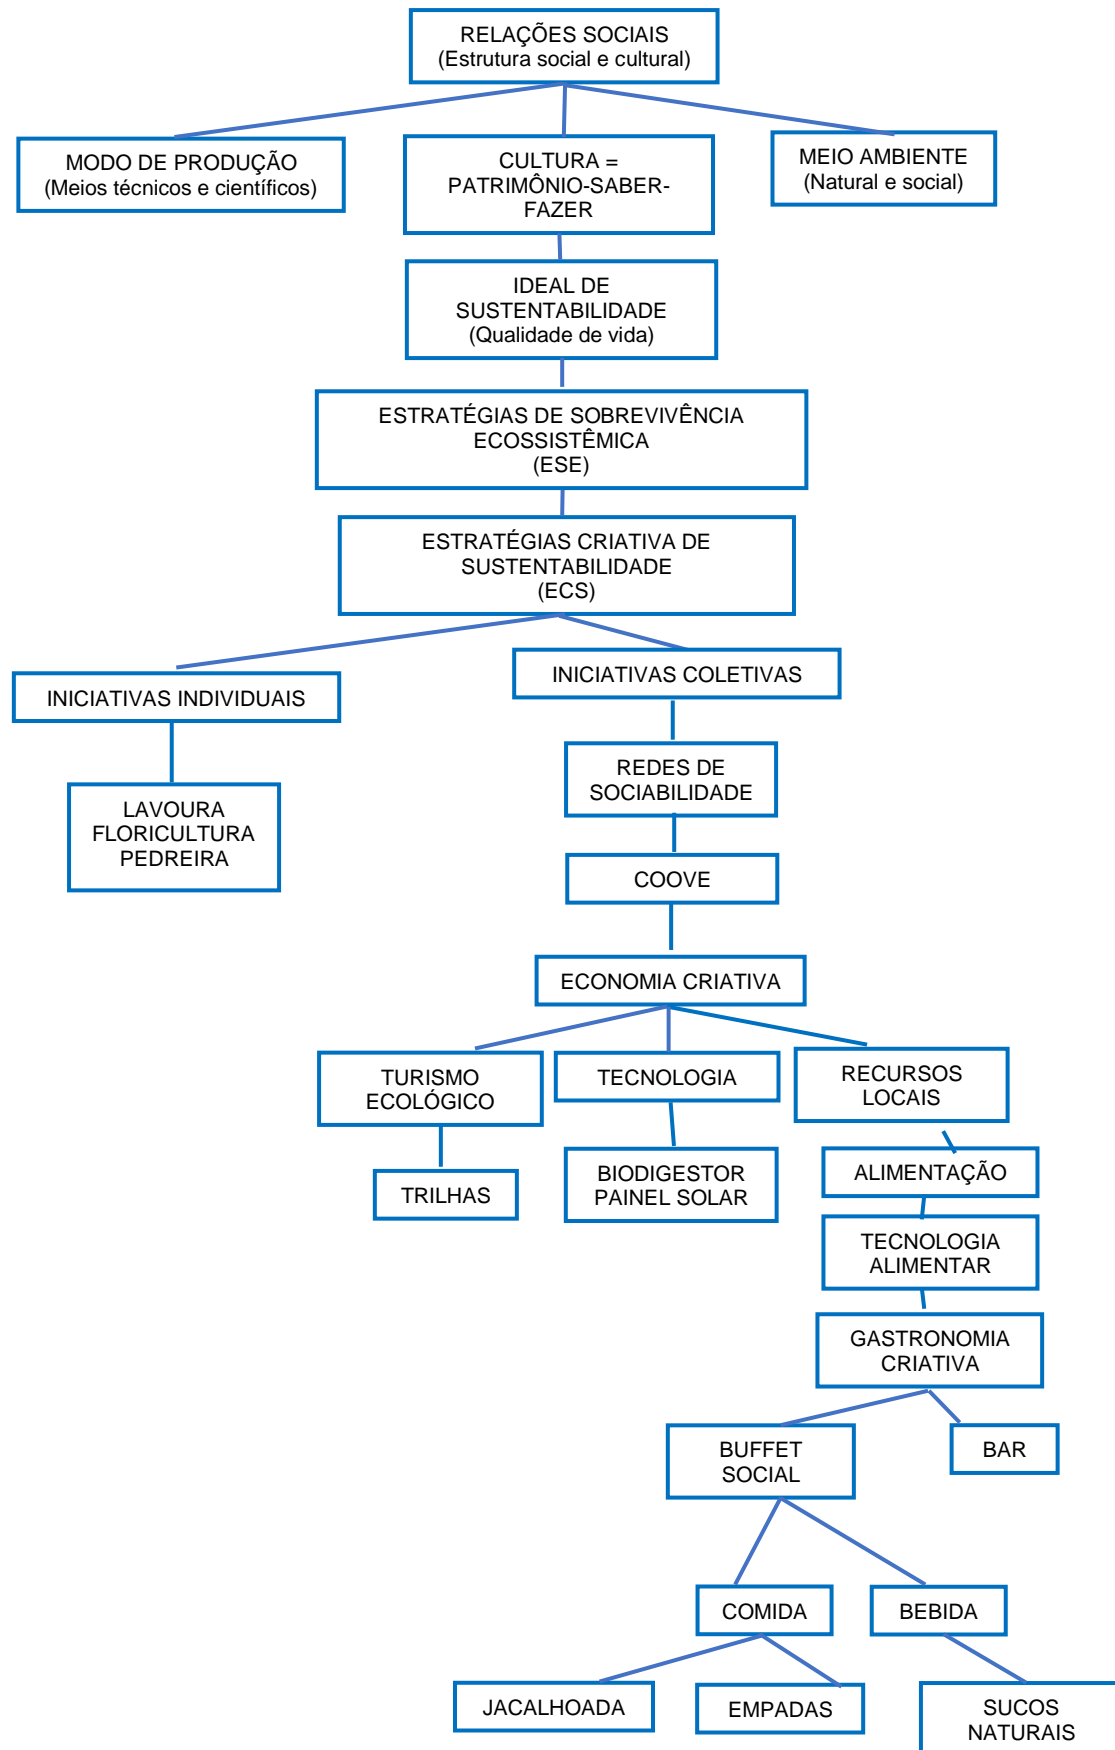 RELAÇÕES SOCIAIS
(Estrutura social e cultural)
MODO DE PRODUÇÃO
(Meios técnicos e científicos)
CULTURA =
PATRIMÔNIO-SABER-
FAZER
MEIO AMBIENTE
(Natural e social)
IDEAL DE
SUSTENTABILIDADE
(Qualidade de vida)
ESTRATÉGIAS DE SOBREVIVÊNCIA
ECOSSISTÊMICA
(ESE)
ESTRATÉGIAS CRIATIVA DE
SUSTENTABILIDADE
(ECS)
INICIATIVAS INDIVIDUAIS
INICIATIVAS COLETIVAS
LAVOURA
FLORICULTURA
PEDREIRA
REDES DE
SOCIABILIDADE
COOVE
ECONOMIA CRIATIVA
TURISMO
ECOLÓGICO
TECNOLOGIA
RECURSOS
LOCAIS
TRILHAS
BIODIGESTOR
PAINEL SOLAR
ALIMENTAÇÃO
TECNOLOGIA
ALIMENTAR
GASTRONOMIA
CRIATIVA
BUFFET
SOCIAL
BAR
COMIDA
BEBIDA
JACALHOADA
EMPADAS
SUCOS
NATURAIS